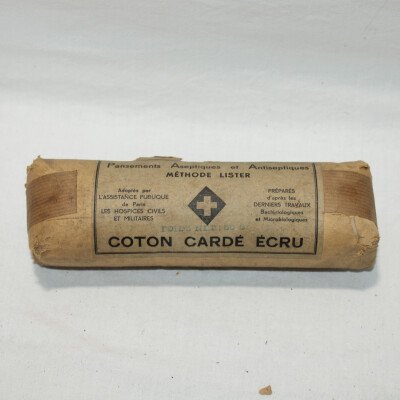 Pansements Aseptiques et Antiseptiques
MÉTHODE LISTER
Adoptés par
L'ASSISTANCE PUBLIQUE
de Paris
LES HOSPICES CIVILS
ET MILITAIRES
PRÉPARÉS
d'après les
DERNIERS TRAVAUX
Bactériologiques
et Microbiologiques
COTON CARDÉ ÉCRU